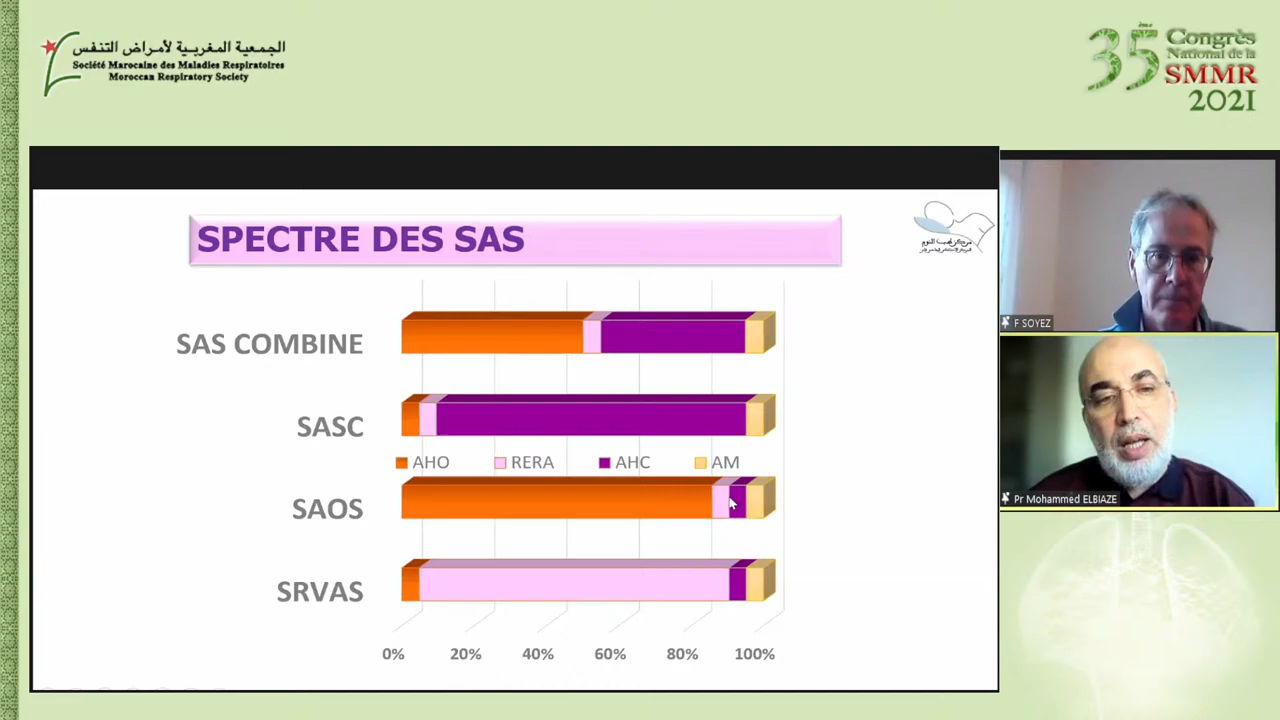 الجمعية المغربية لأمراض التنفس
Société Marocaine des Maladies Respiratoires
Moroccan Respiratory Society
35ème Congrès
National de la
SMMR
2021
SPECTRE DES SAS
SAS COMBINE
SASC
AHO RERA AHC AM
SAOS
SRVAS
0% 20% 40% 60% 80% 100%
F SOYEZ
Pr Mohammed ELBIAZE